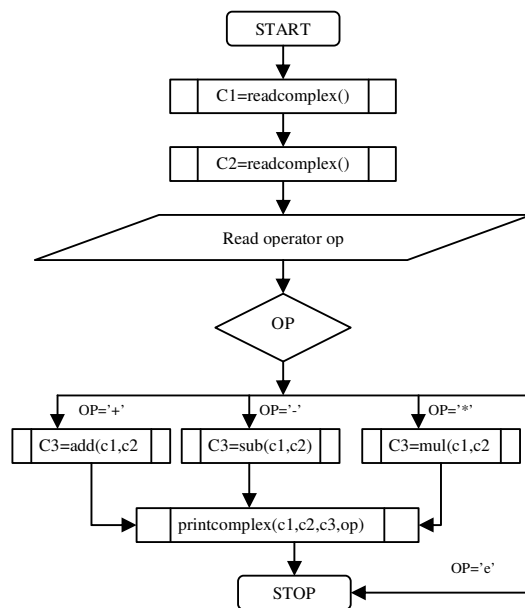 START
C1=readcomplex()
C2=readcomplex()
Read operator op
OP
OP='+'
OP='-'
OP='*'
C3=add(c1,c2
C3=sub(c1,c2)
C3=mul(c1,c2
printcomplex(c1,c2,c3,op)
OP='e'
STOP